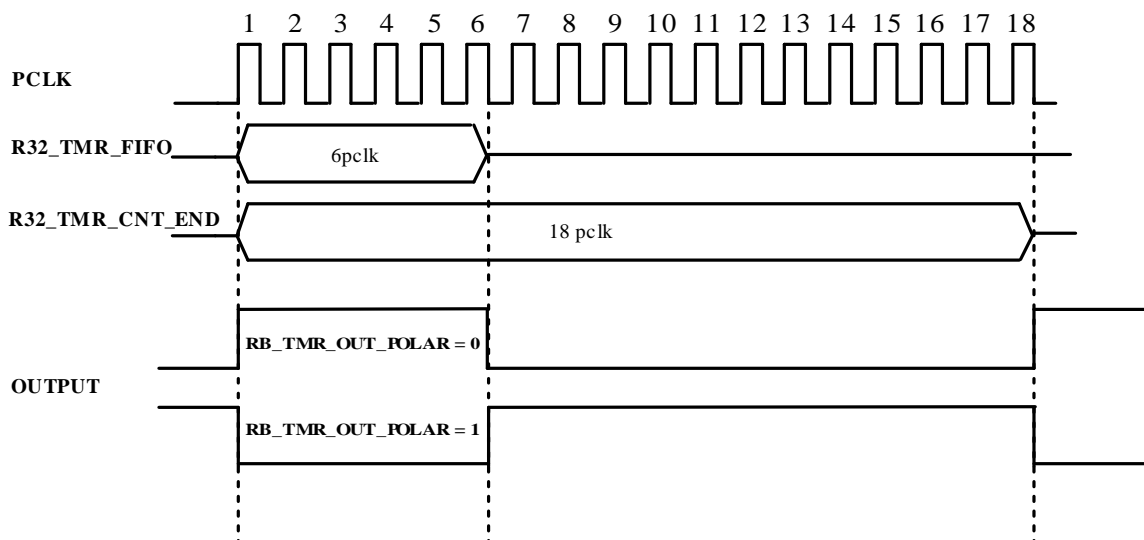 1 2 3 4 5 6 7 8 9 10 11 12 13 14 15 16 17 18
PCLK
R32_TMR_FIFO
6pclk
R32_TMR_CNT_END
18 pclk
RB_TMR_OUT_POLAR = 0
OUTPUT
RB_TMR_OUT_POLAR = 1